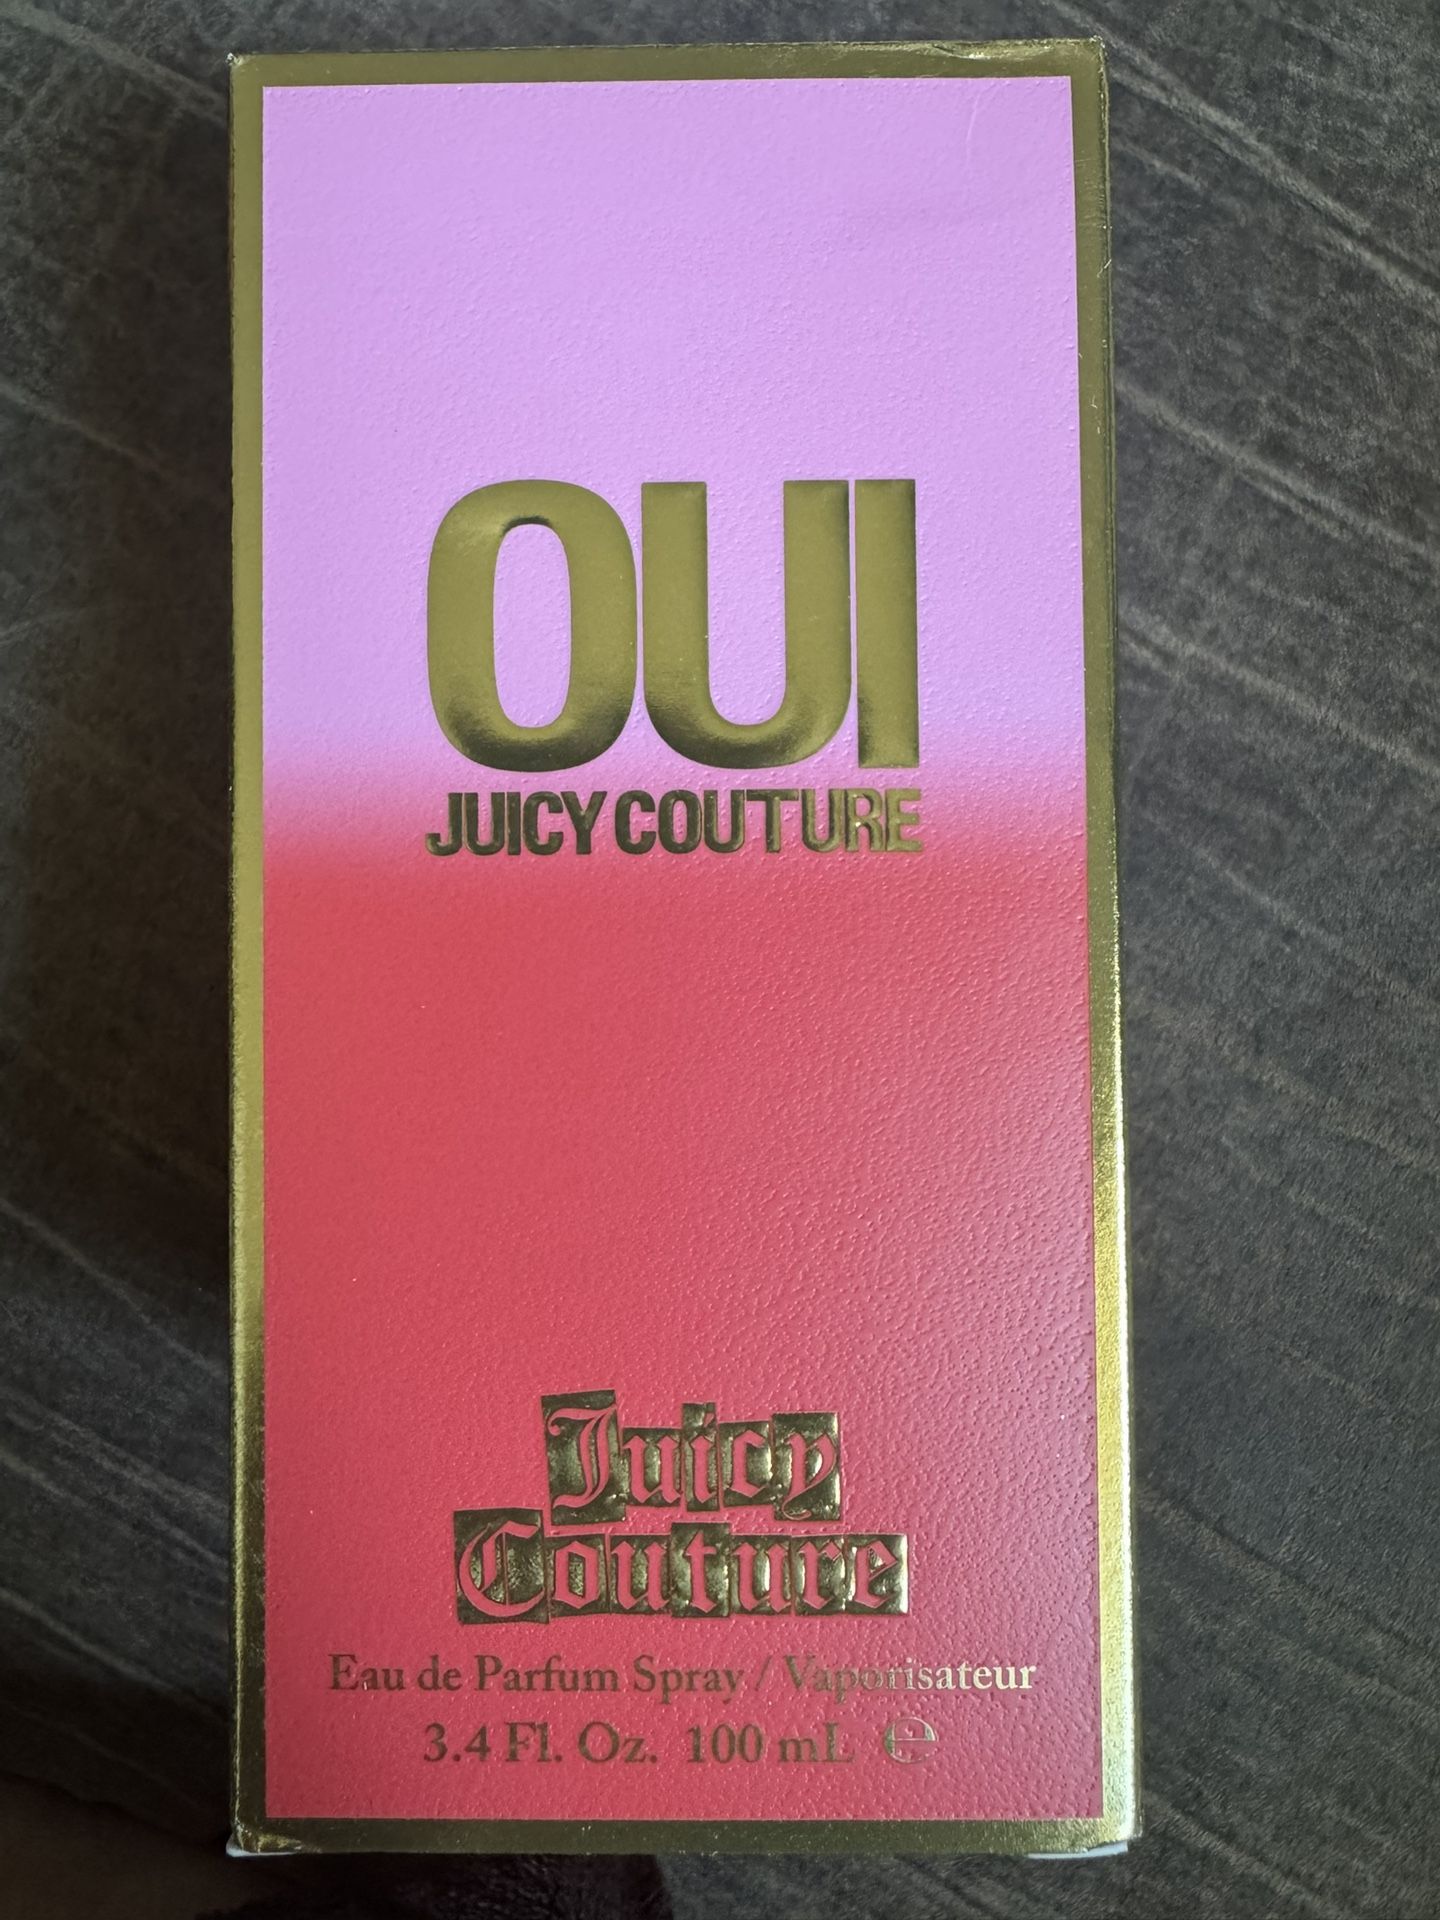 OUI
JUICY COUTURE
Juicy
Couture
Eau de Parfum Spray / Vaporisateur
3.4 Fl. Oz. 100 mL ℮